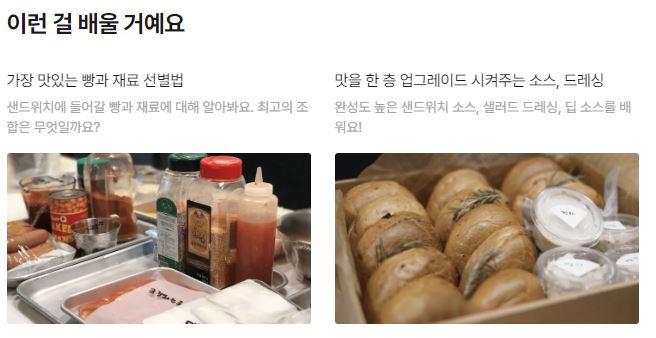 이런 걸 배울 거예요
가장 맛있는 빵과 재료 선별법
샌드위치에 들어갈 빵과 재료에 대해 알아봐요. 최고의 조
합은 무엇일까요?
맛을 한 층 업그레이드 시켜주는 소스, 드레싱
완성도 높은 샌드위치 소스, 샐러드 드레싱, 딥 소스를 배
워요!